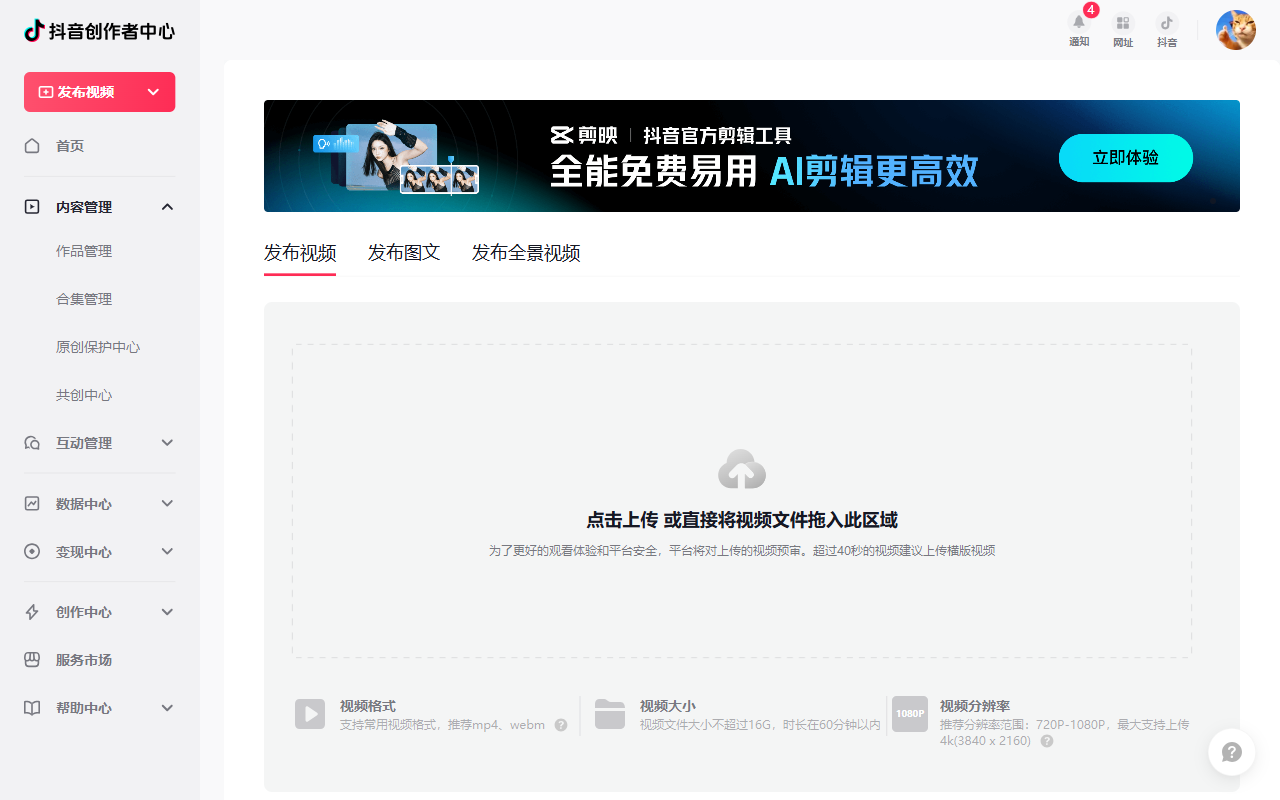 抖音创作者中心
4
通知
网址
抖音
发布视频
首页
内容管理
作品管理
合集管理
原创保护中心
共创中心
互动管理
数据中心
变现中心
创作中心
服务市场
帮助中心
剪映 | 抖音官方剪辑工具
全能免费易用 AI剪辑更高效
立即体验
发布视频
发布图文
发布全景视频
点击上传 或直接将视频文件拖入此区域
为了更好的观看体验和平台安全，平台将对上传的视频预审。超过40秒的视频建议上传横版视频
视频格式
支持常用视频格式，推荐mp4、webm
视频大小
视频文件大小不超过16G，时长在60分钟以内
1080P
视频分辨率
推荐分辨率范围：720P-1080P，最大支持上传
4k(3840 x 2160)